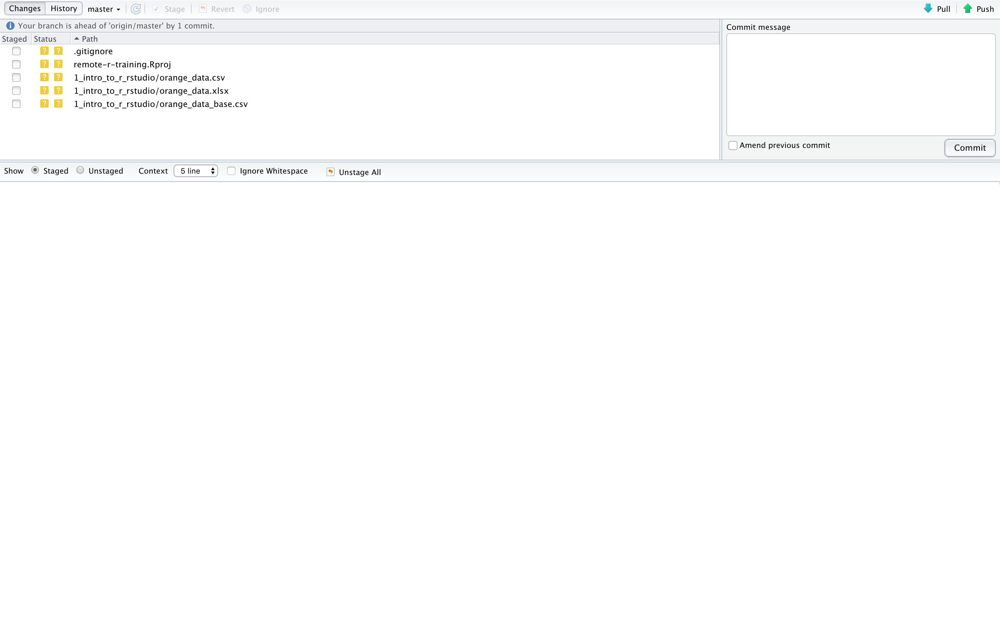 Changes History master Stage Revert Ignore Pull Push
Your branch is ahead of 'origin/master' by 1 commit.
Commit message
Staged Status Path
? ? .gitignore
? ? remote-r-training.Rproj
? ? 1_intro_to_r_rstudio/orange_data.csv
? ? 1_intro_to_r_rstudio/orange_data.xlsx
? ? 1_intro_to_r_rstudio/orange_data_base.csv
Amend previous commit Commit
Show Staged Unstaged Context 5 line Ignore Whitespace Unstage All